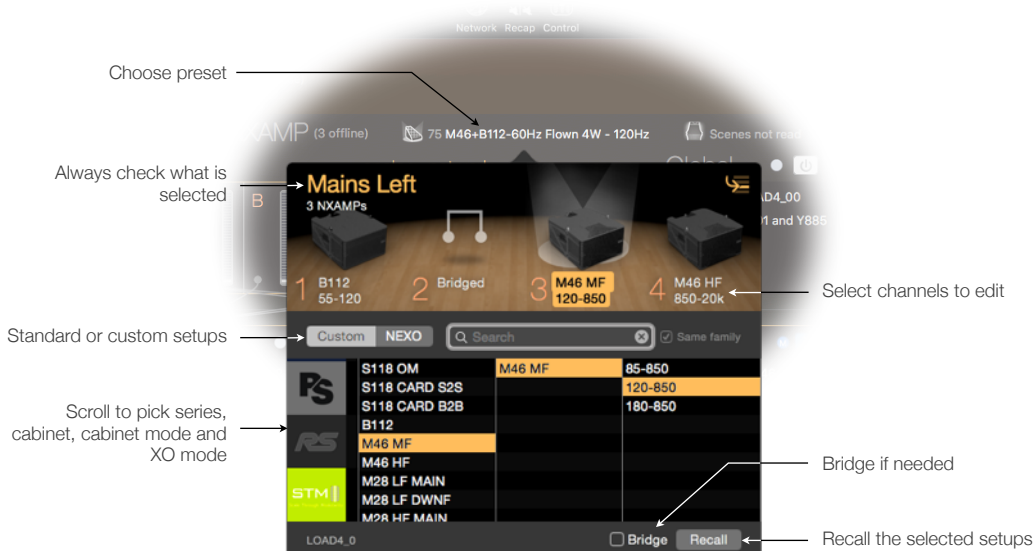 Network Recap Control
Choose preset
AMP (3 offline)
75 M46+B112-60Hz Flown 4W - 120Hz
Scenes not
Always check what is
selected
Mains Left
3 NXAMPs
B
AD4_00
and Y885
1 B112
55-120
2 Bridged
3 M46 MF
120-850
4 M46 HF
850-20k
Select channels to edit
Standard or custom setups
Custom NEXO
Search
Same family
PS
RS
STM
S118 OM
S118 CARD S2S
S118 CARD B2B
B112
M46 MF
M46 HF
M28 LF MAIN
M28 LF DWNF
M28 HF MAIN
M46 MF
85-850
120-850
180-850
Scroll to pick series,
cabinet, cabinet mode and
XO mode
Bridge if needed
LOAD4_0
Bridge Recall
Recall the selected setups